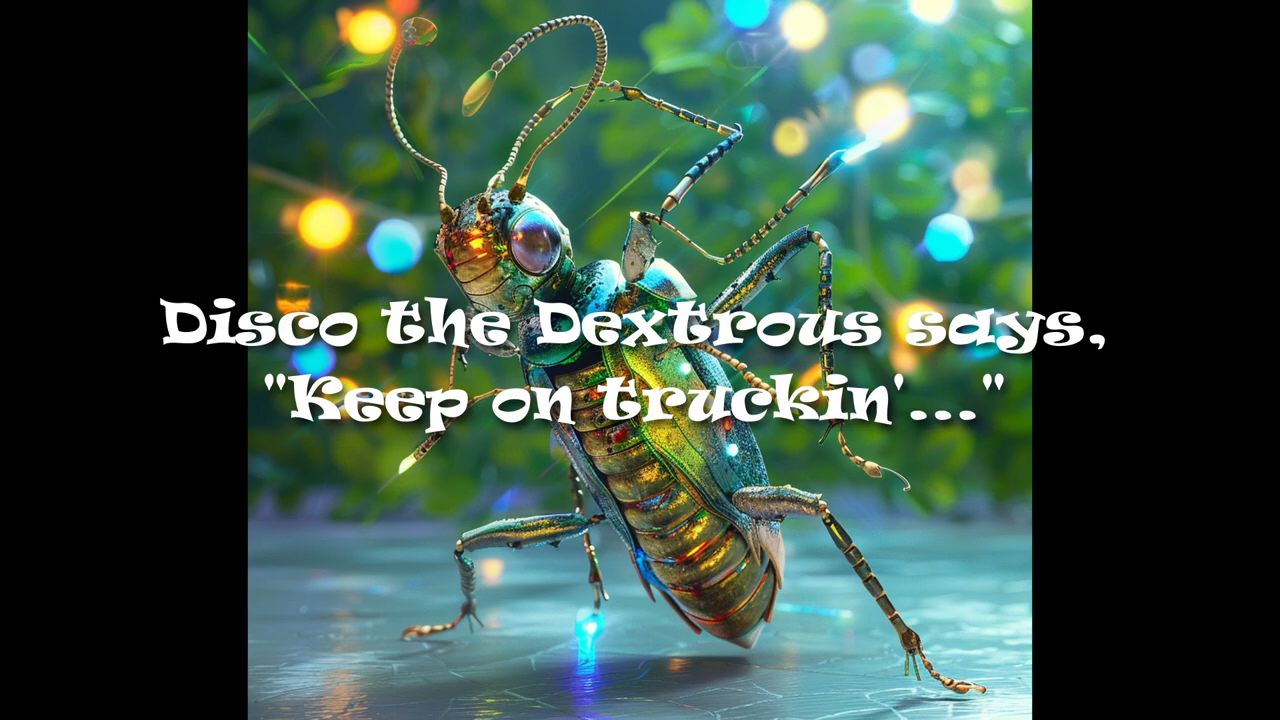 Disco the Dextrous says,
"Keep on truckin'..."